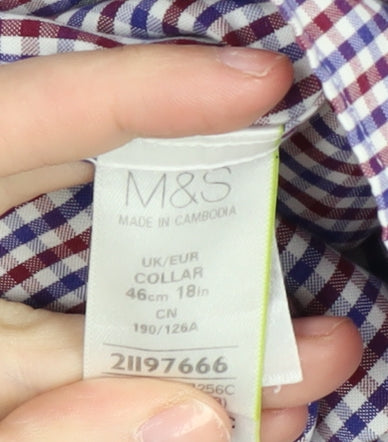 M&S
MADE IN CAMBODIA
UK/EUR
COLLAR
46cm 18in
CN
190/126A
21197666